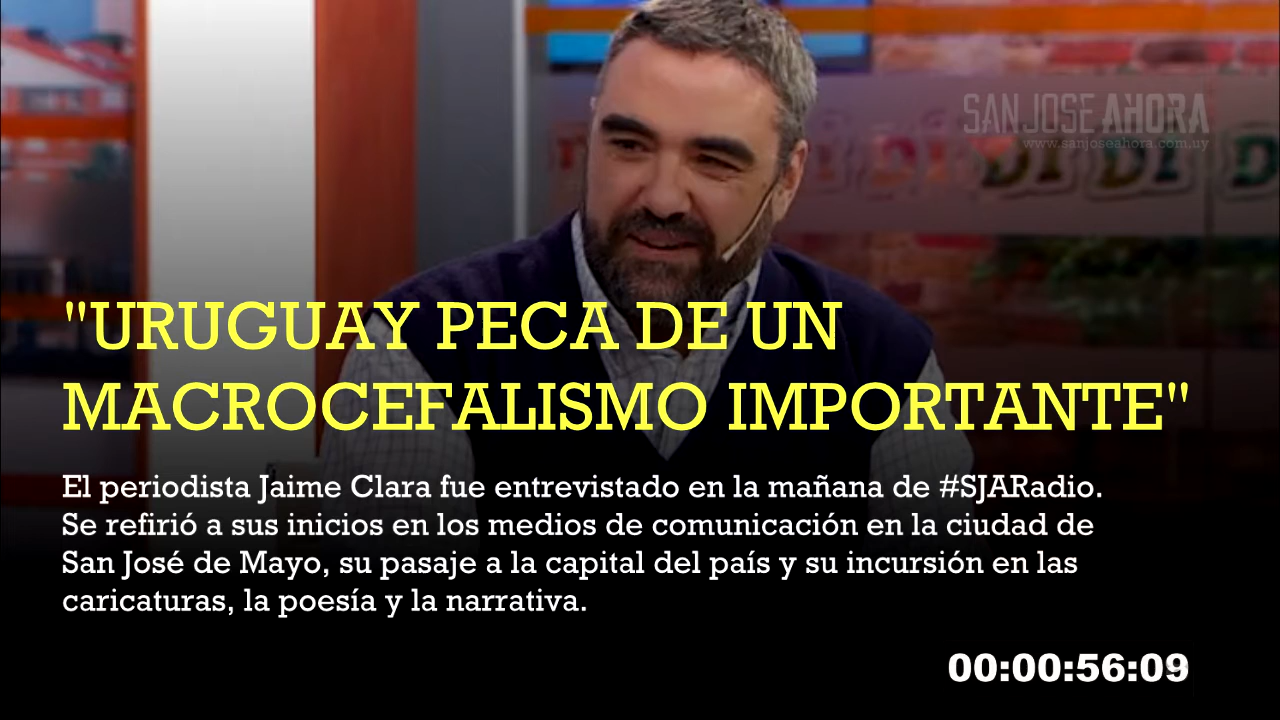 SAN JOSE AHORA
www.sanjoseahora.com.uy
DI DI D
"URUGUAY PECA DE UN
MACROCEFALISMO IMPORTANTE"
El periodista Jaime Clara fue entrevistado en la mañana de #SJARadio.
Se refirió a sus inicios en los medios de comunicación en la ciudad de
San José de Mayo, su pasaje a la capital del país y su incursión en las
caricaturas, la poesía y la narrativa.
00:00:56:09